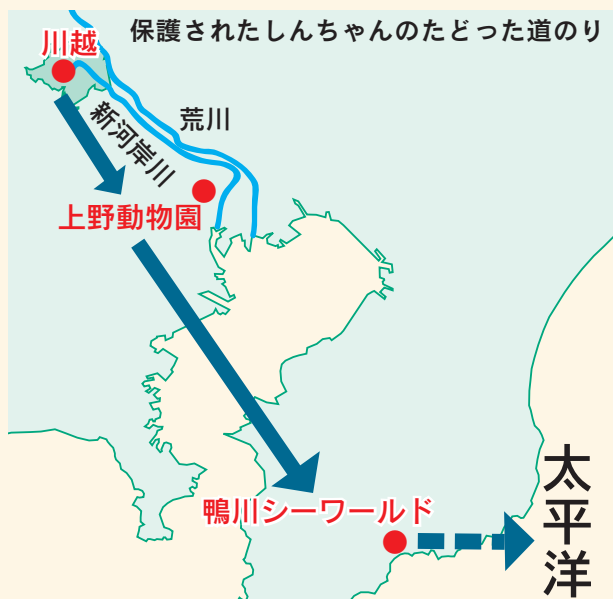 保護されたしんちゃんのたどった道のり
川越
荒川
新河岸川
上野動物園
鴨川シーワールド
太平洋